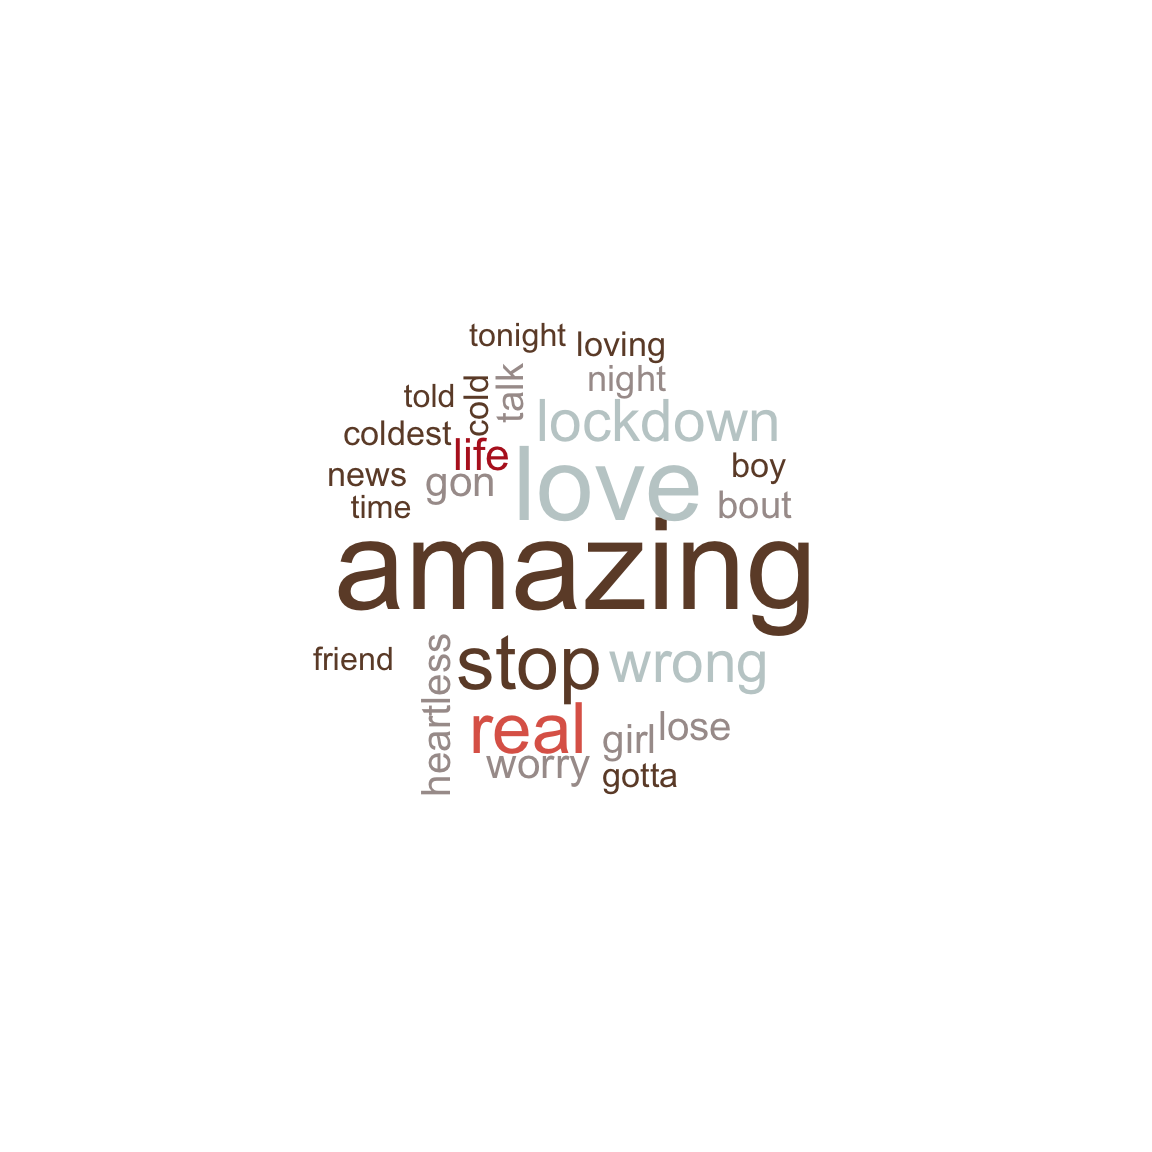 tonight
loving
talk
night
told
cold
lockdown
coldest
life
love
news
gon
boy
time
bout
amazing
friend
heartless
stop
wrong
real
girl
lose
worry
gotta